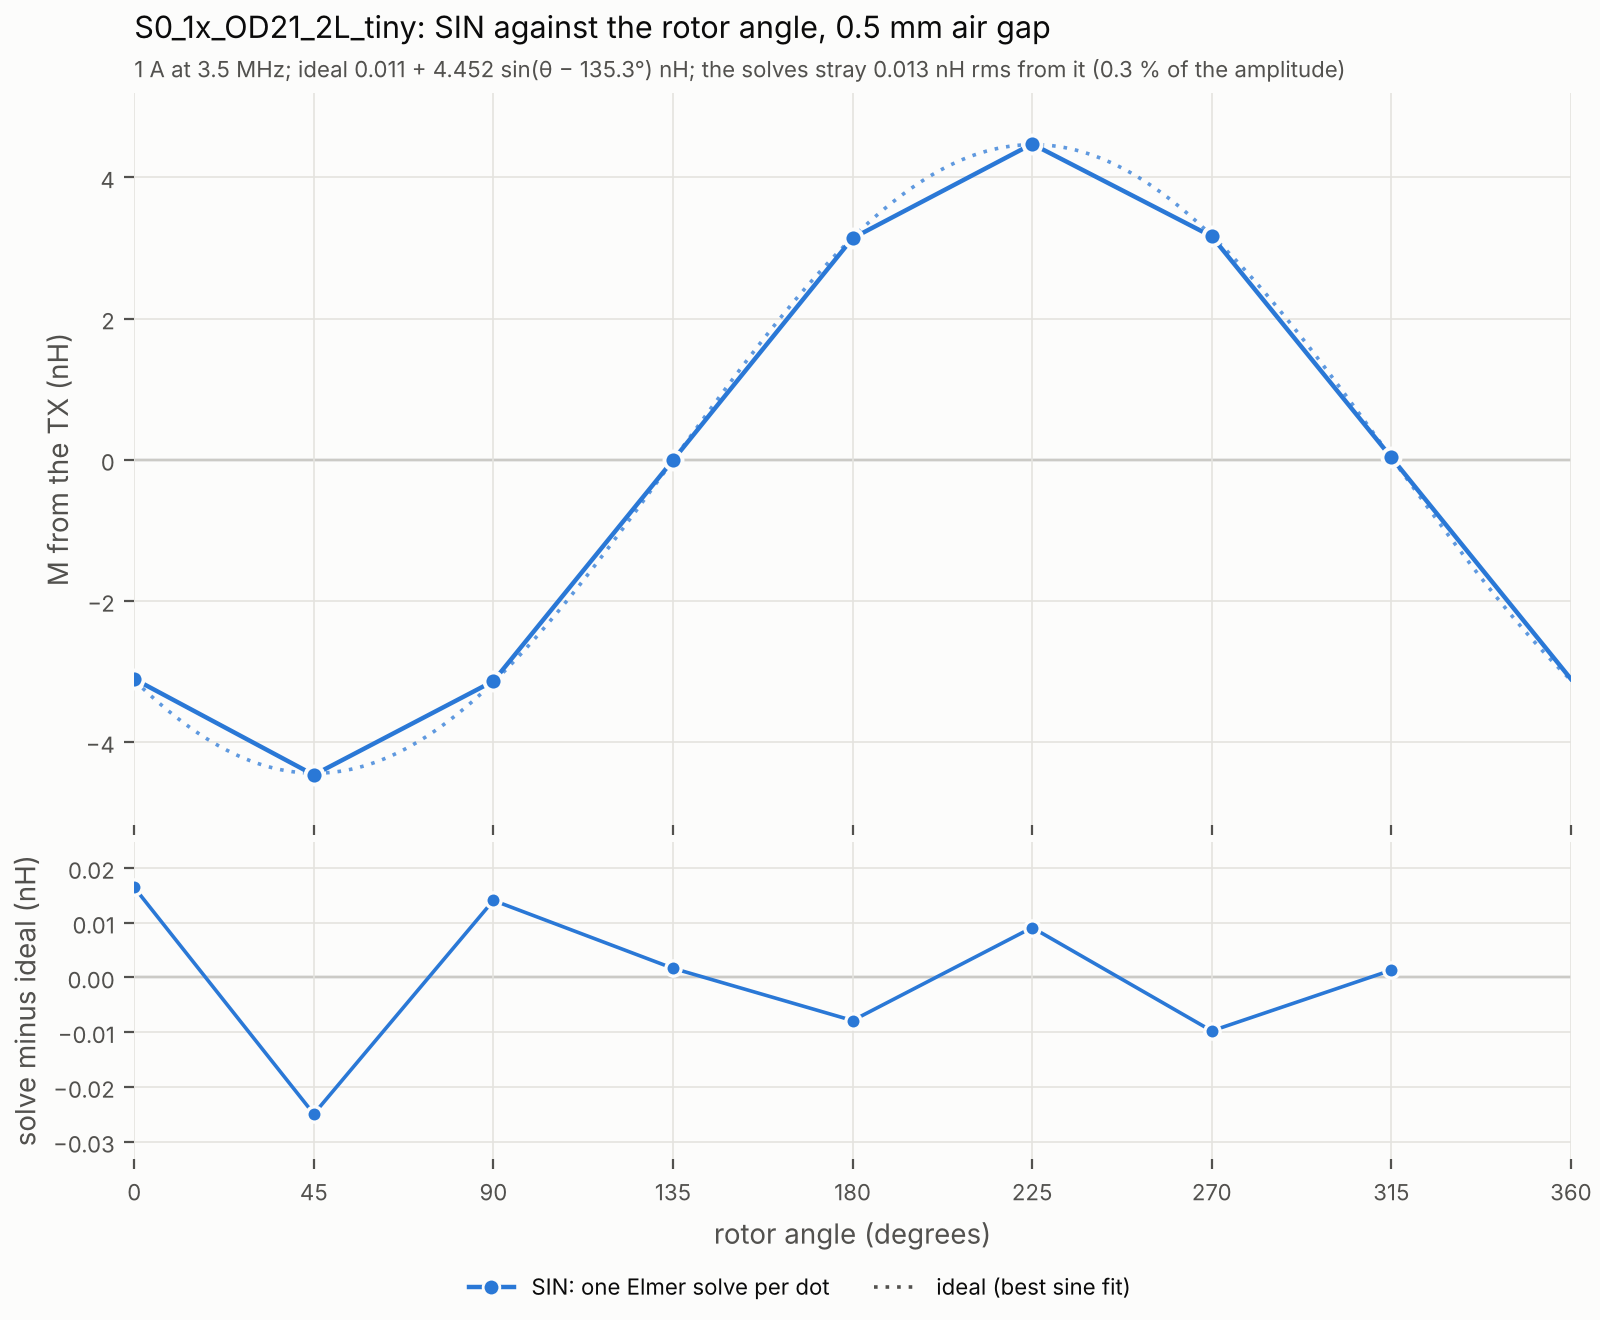 S0_1x_OD21_2L_tiny: SIN against the rotor angle, 0.5 mm air gap
1 A at 3.5 MHz; ideal 0.011 + 4.452 sin(θ − 135.3°) nH; the solves stray 0.013 nH rms from it (0.3 % of the amplitude)
M from the TX (nH)
4
2
0
−2
−4
solve minus ideal (nH)
0.02
0.01
0.00
−0.01
−0.02
−0.03
0 45 90 135 180 225 270 315 360
rotor angle (degrees)
SIN: one Elmer solve per dot ideal (best sine fit)